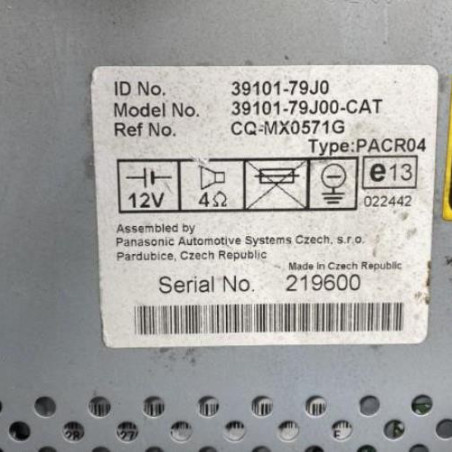 ID No. 39101-79J0
Model No. 39101-79J00-CAT
Ref No. CQ-MX0571G
Type:PACR04
12V 4Ω e13
022442
Assembled by
Panasonic Automotive Systems Czech, s.r.o.
Pardubice, Czech Republic
Made in Czech Republic
Serial No. 219600